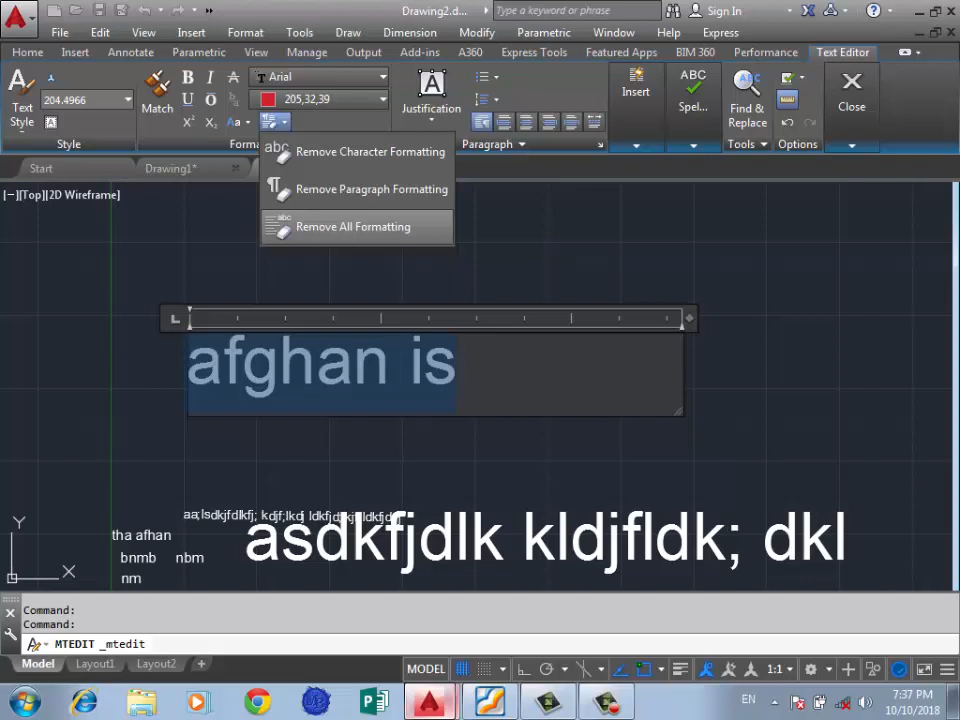 Drawing2.d...
Type a keyword or phrase
Sign In
File Edit View Insert Format Tools Draw Dimension Modify Parametric Window Help Express
Home Insert Annotate Parametric View Manage Output Add-ins A360 Express Tools Featured Apps BIM 360 Performance Text Editor
Text Style
204.4966
Style
Match
Arial
205,32,39
Aa
Forma
Justification
Paragraph
Insert
ABC
Spel...
Find & Replace
Tools
Options
Close
abc Remove Character Formatting
Remove Paragraph Formatting
abc Remove All Formatting
Start Drawing1*
[−][Top][2D Wireframe]
afghan is
asdkfjdlk kldjfldk; dkl
tha afhan
bnmb nbm
nm
Y
X
Command:
Command:
MTEDIT _mtedit
Model Layout1 Layout2 +
MODEL 1:1
EN
7:37 PM
10/10/2018